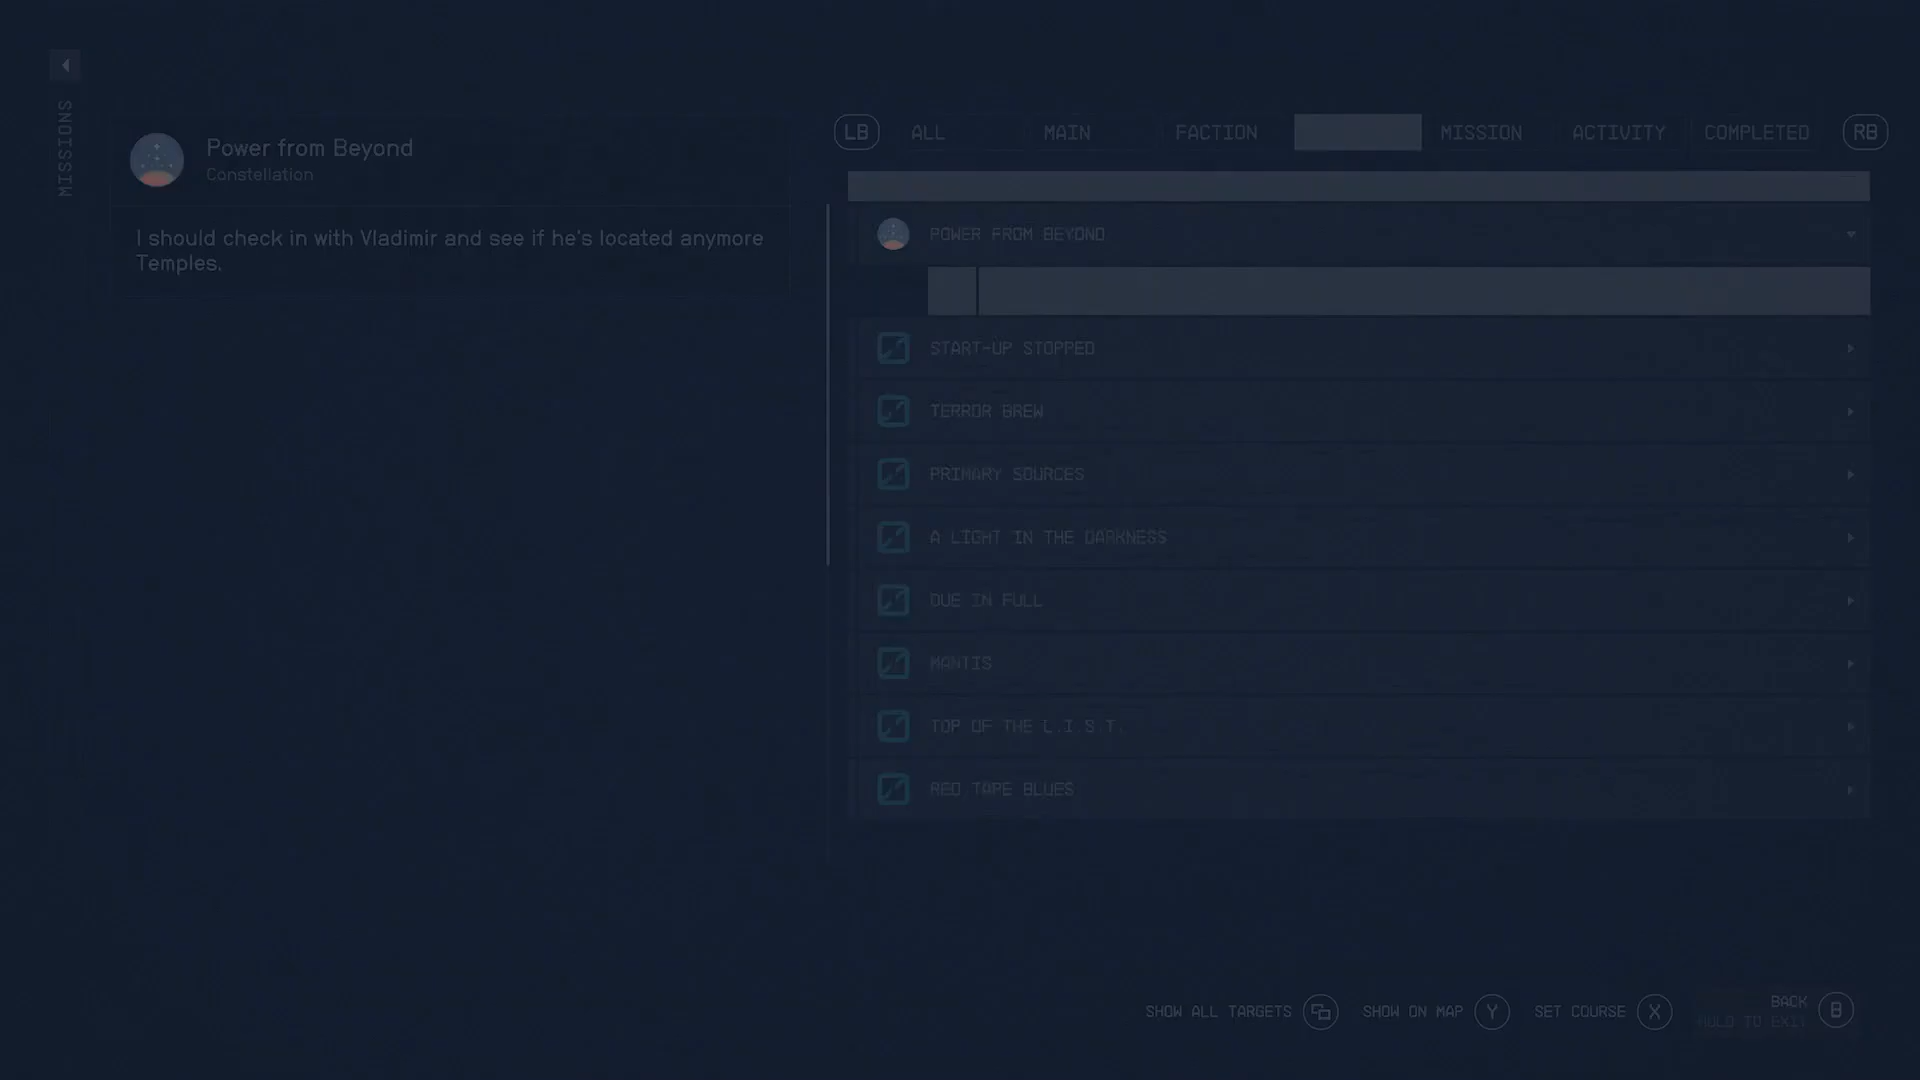 MISSIONS
Power from Beyond
Constellation
I should check in with Vladimir and see if he's located anymore
Temples.
LB ALL MAIN FACTION MISSION ACTIVITY COMPLETED RB
POWER FROM BEYOND
START-UP STOPPED
TERROR BREW
PRIMARY SOURCES
A LIGHT IN THE DARKNESS
DUE IN FULL
MANTIS
TOP OF THE L.I.S.T.
RED TAPE BLUES
SHOW ALL TARGETS SHOW ON MAP Y SET COURSE X BACK B
HOLD TO EXIT